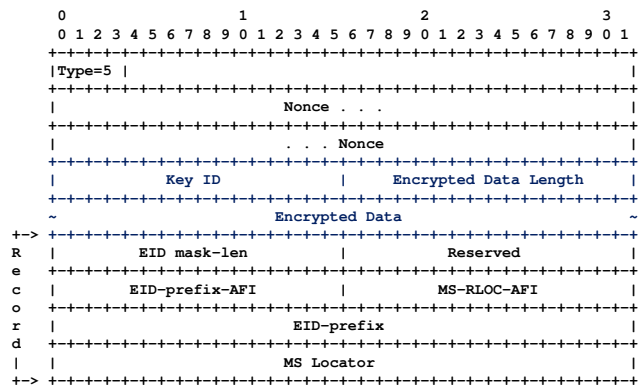 0                   1                   2                   3
 0 1 2 3 4 5 6 7 8 9 0 1 2 3 4 5 6 7 8 9 0 1 2 3 4 5 6 7 8 9 0 1
+-+-+-+-+-+-+-+-+-+-+-+-+-+-+-+-+-+-+-+-+-+-+-+-+-+-+-+-+-+-+-+-+
|Type=5 |                                                       |
+-+-+-+-+-+-+-+-+-+-+-+-+-+-+-+-+-+-+-+-+-+-+-+-+-+-+-+-+-+-+-+-+
|                         Nonce . . .                           |
+-+-+-+-+-+-+-+-+-+-+-+-+-+-+-+-+-+-+-+-+-+-+-+-+-+-+-+-+-+-+-+-+
|                         . . . Nonce                           |
+-+-+-+-+-+-+-+-+-+-+-+-+-+-+-+-+-+-+-+-+-+-+-+-+-+-+-+-+-+-+-+-+
|            Key ID             |     Encrypted Data Length     |
+-+-+-+-+-+-+-+-+-+-+-+-+-+-+-+-+-+-+-+-+-+-+-+-+-+-+-+-+-+-+-+-+
~                        Encrypted Data                         ~
+--> +-+-+-+-+-+-+-+-+-+-+-+-+-+-+-+-+-+-+-+-+-+-+-+-+-+-+-+-+-+-+-+-+
R    |         EID mask-len          |           Reserved            |
e    +-+-+-+-+-+-+-+-+-+-+-+-+-+-+-+-+-+-+-+-+-+-+-+-+-+-+-+-+-+-+-+-+
c    |        EID-prefix-AFI         |          MS-RLOC-AFI          |
o    +-+-+-+-+-+-+-+-+-+-+-+-+-+-+-+-+-+-+-+-+-+-+-+-+-+-+-+-+-+-+-+-+
r    |                          EID-prefix                           |
d    +-+-+-+-+-+-+-+-+-+-+-+-+-+-+-+-+-+-+-+-+-+-+-+-+-+-+-+-+-+-+-+-+
|    |                            MS Locator                         |
+--> +-+-+-+-+-+-+-+-+-+-+-+-+-+-+-+-+-+-+-+-+-+-+-+-+-+-+-+-+-+-+-+-+